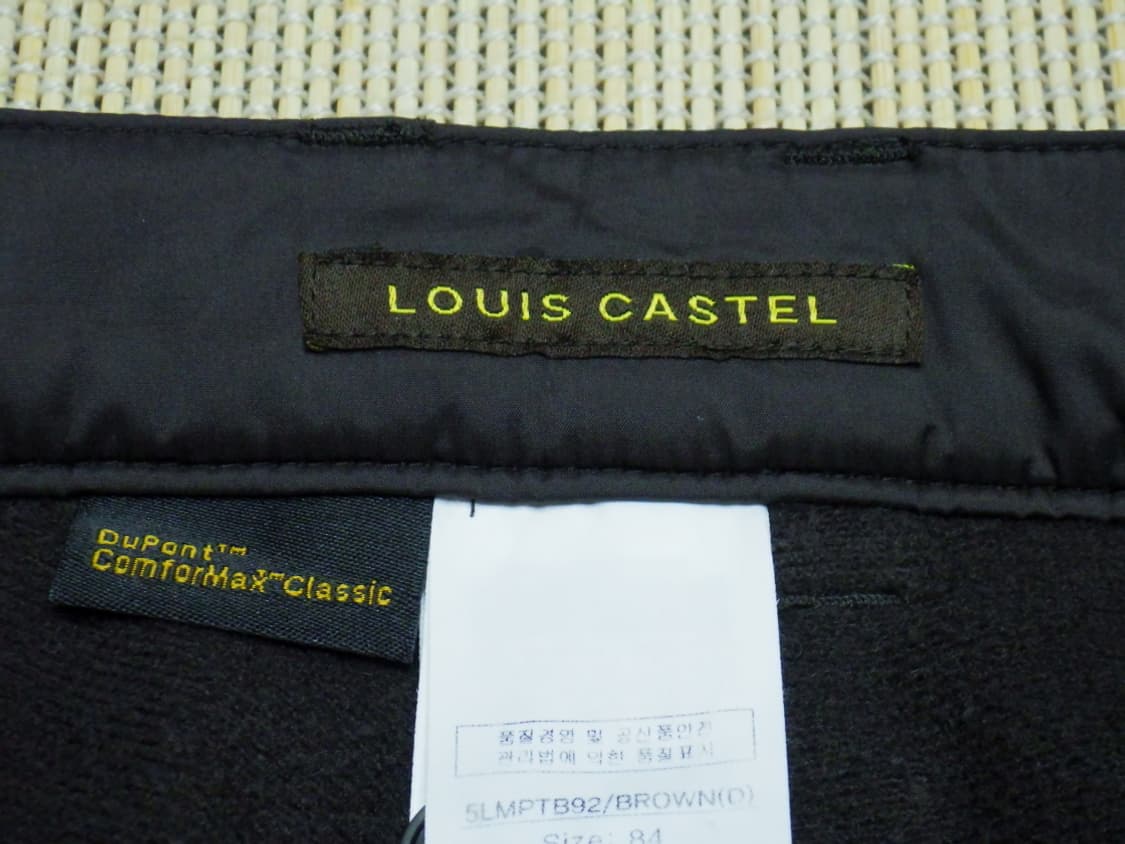 LOUIS CASTEL
DuPont™
ComforMax™Classic
품질경영 및 공산품안전
관리법에 의한 품질표시
5LMPTB92/BROWN(O)
Size: 84